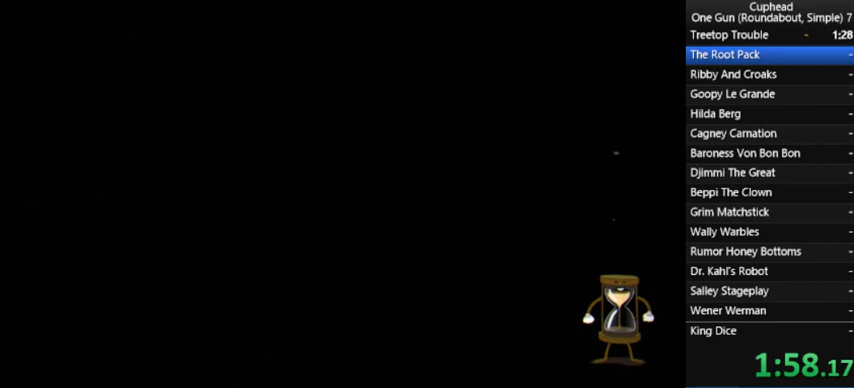 Cuphead
One Gun (Roundabout, Simple) 7
Treetop Trouble - 1:28
The Root Pack -
Ribby And Croaks -
Goopy Le Grande -
Hilda Berg -
Cagney Carnation -
Baroness Von Bon Bon -
Djimmi The Great -
Beppi The Clown -
Grim Matchstick -
Wally Warbles -
Rumor Honey Bottoms -
Dr. Kahl's Robot -
Salley Stageplay -
Wener Werman -
King Dice -
1:58.17